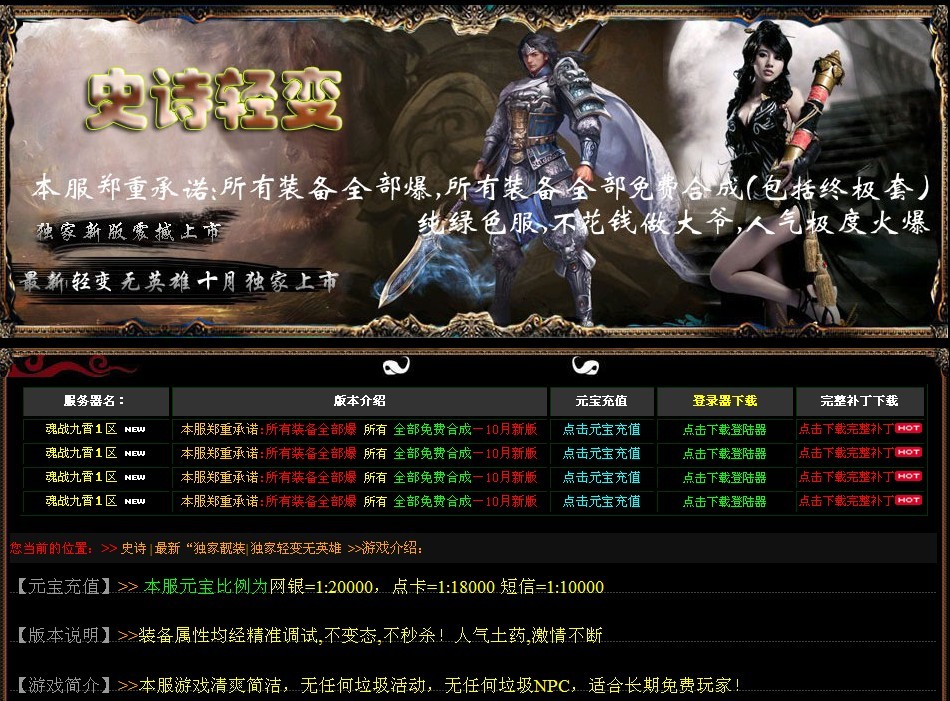 史诗轻变
本服郑重承诺:所有装备全部爆,所有装备全部免费合成(包括终极套)
纯绿色服,不花钱做大爷,人气极度火爆
独家新版震撼上市
最新轻变无英雄十月独家上市
服务器名: 版本介绍 元宝充值 登录器下载 完整补丁下载
魂战九霄1区 NEW 本服郑重承诺:所有装备全部爆 所有 全部免费合成—10月新版 点击元宝充值 点击下载登陆器 点击下载完整补丁 HOT
魂战九霄1区 NEW 本服郑重承诺:所有装备全部爆 所有 全部免费合成—10月新版 点击元宝充值 点击下载登陆器 点击下载完整补丁 HOT
魂战九霄1区 NEW 本服郑重承诺:所有装备全部爆 所有 全部免费合成—10月新版 点击元宝充值 点击下载登陆器 点击下载完整补丁 HOT
魂战九霄1区 NEW 本服郑重承诺:所有装备全部爆 所有 全部免费合成—10月新版 点击元宝充值 点击下载登陆器 点击下载完整补丁 HOT
您当前的位置: >> 史诗|最新“独家靓装|独家轻变无英雄 >>游戏介绍:
【元宝充值】>> 本服元宝比例为网银=1:20000，点卡=1:18000 短信=1:10000
【版本说明】>>装备属性均经精准调试,不变态,不秒杀！人气土药,激情不断
【游戏简介】>>本服游戏清爽简洁，无任何垃圾活动，无任何垃圾NPC，适合长期免费玩家！